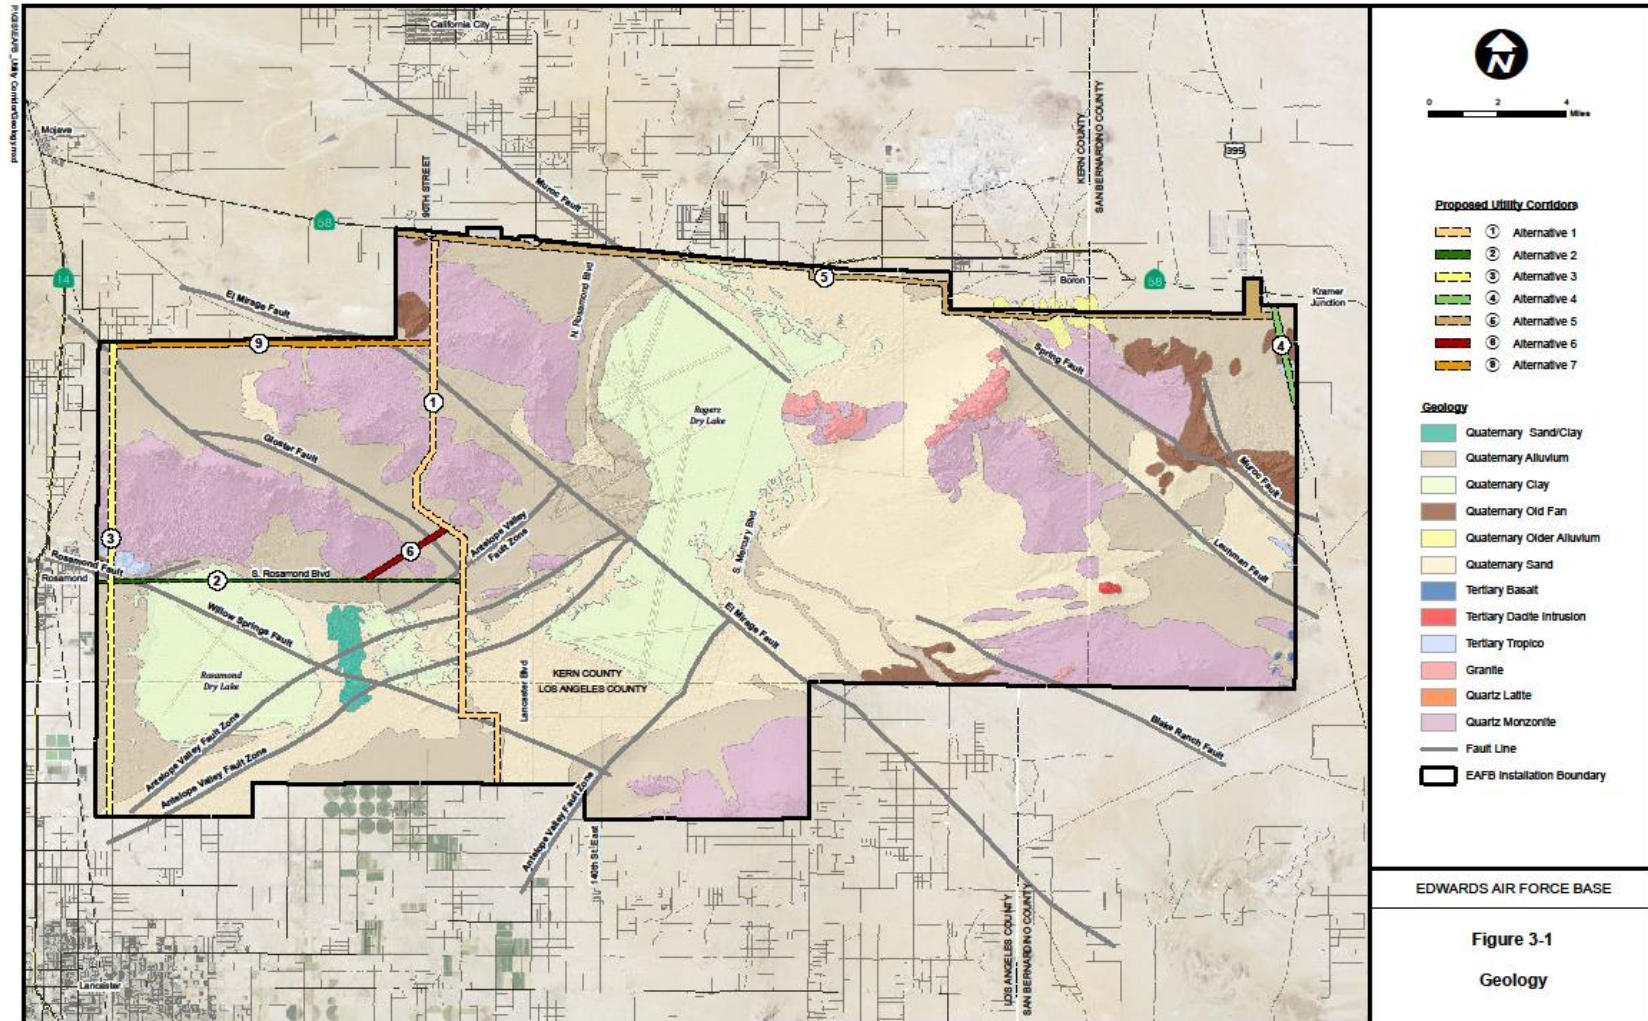 P:\GIS\EAFB_Utility Corridor\Geology.mxd
California City
Mojave
90TH STREET
KERN COUNTY
SAN BERNARDINO COUNTY
395
58
14
Muroc Fault
El Mirage Fault
N. Rosamond Blvd
5
Boron
58
Kramer
Junction
9
4
Spring Fault
1
Rogers
Dry Lake
Gloster Fault
Muroc Fault
Antelope Valley
Fault Zone
S. Mercury Blvd
Leuhman Fault
3
6
Rosamond Fault
Rosamond
2
S. Rosamond Blvd
Willow Springs Fault
El Mirage Fault
Rosamond
Dry Lake
KERN COUNTY
LOS ANGELES COUNTY
Lancaster Blvd
Antelope Valley Fault Zone
Antelope Valley Fault Zone
Blake Ranch Fault
Antelope Valley Fault Zone
140th St. East
LOS ANGELES COUNTY
SAN BERNARDINO COUNTY
Lancaster
N
0 2 4
Miles
Proposed Utility Corridors
1 Alternative 1
2 Alternative 2
3 Alternative 3
4 Alternative 4
5 Alternative 5
6 Alternative 6
9 Alternative 7
Geology
Quaternary Sand/Clay
Quaternary Alluvium
Quaternary Clay
Quaternary Old Fan
Quaternary Older Alluvium
Quaternary Sand
Tertiary Basalt
Tertiary Dacite Intrusion
Tertiary Tropico
Granite
Quartz Latite
Quartz Monzonite
Fault Line
EAFB Installation Boundary
EDWARDS AIR FORCE BASE
Figure 3-1
Geology